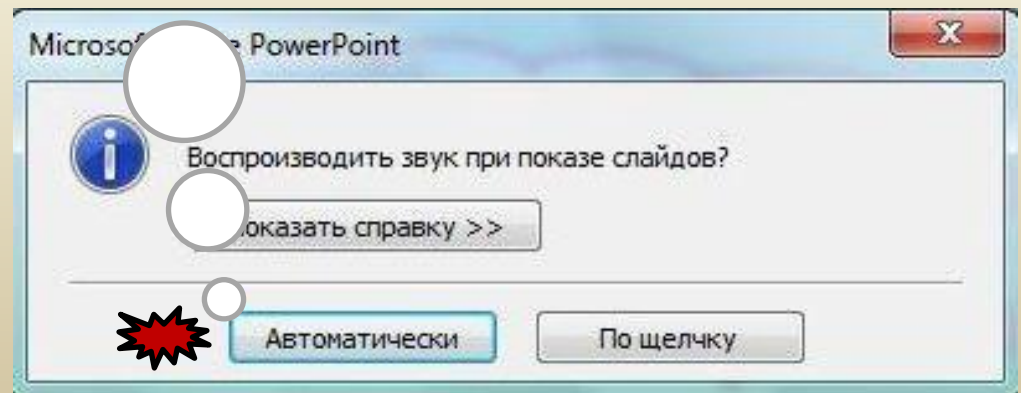 PowerPoint
Воспроизводить звук при показе слайдов?
справку >>
Автоматически
По щелчку